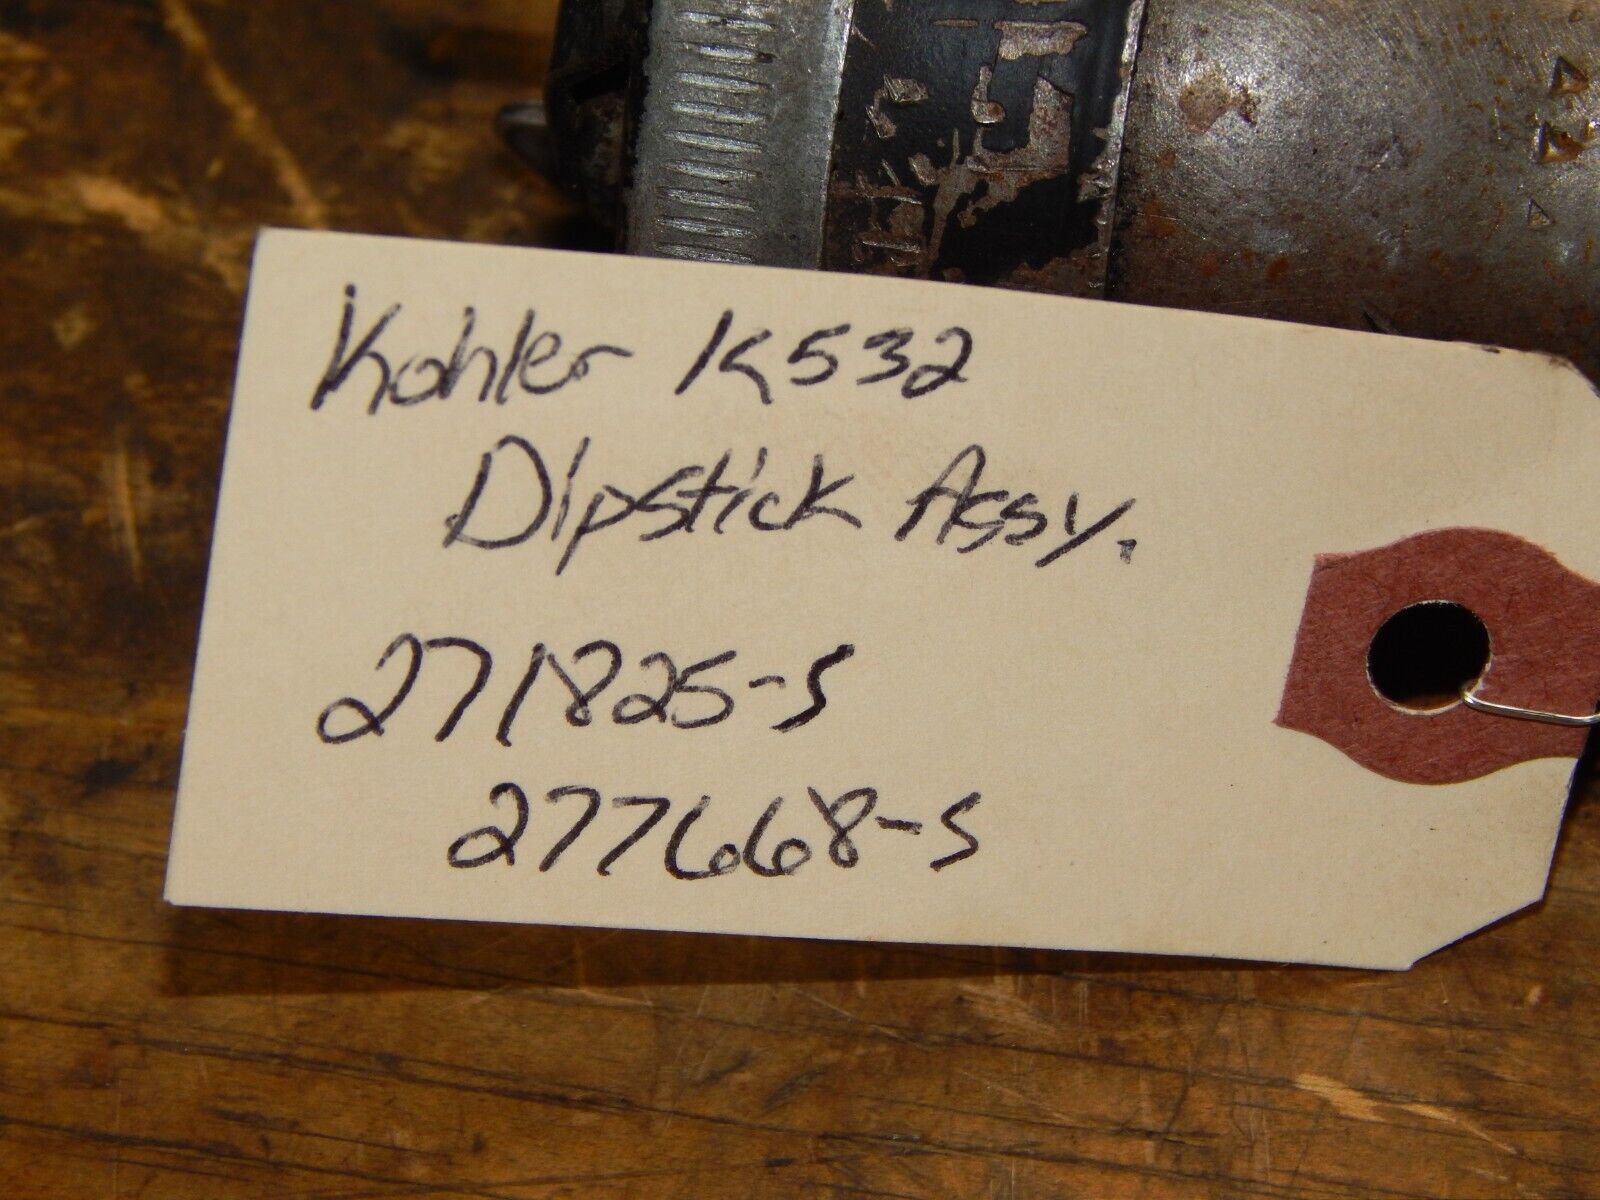 Kohler K532
Dipstick Assy.
271825-S
277668-S